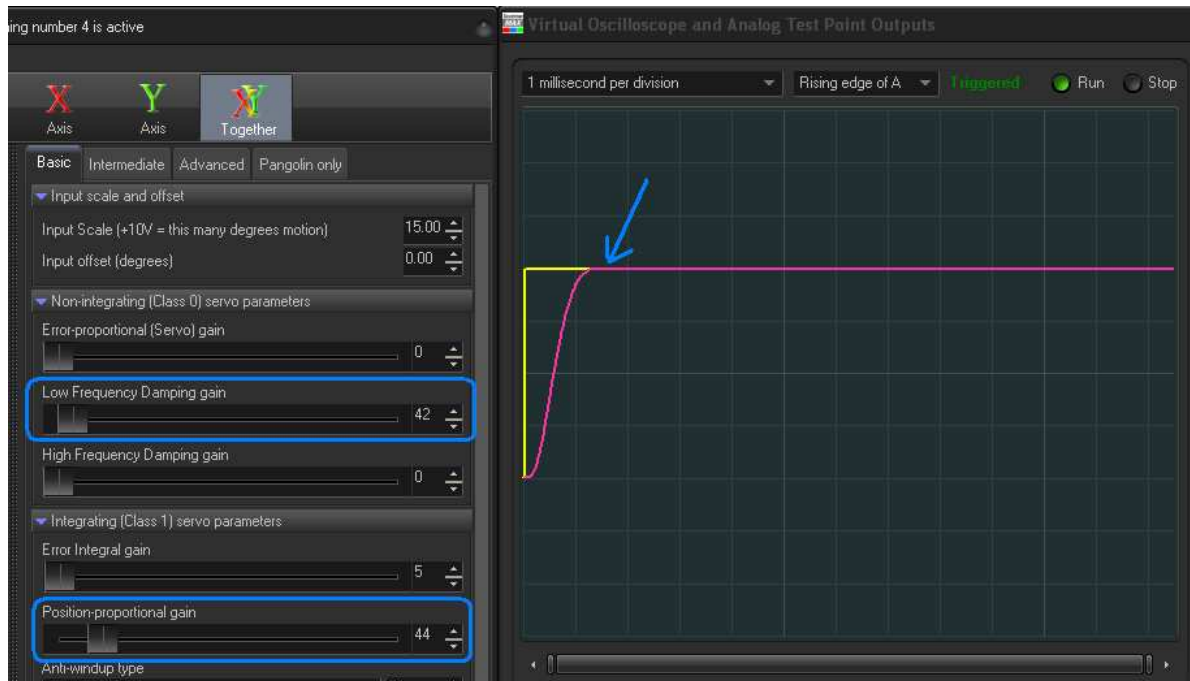 ing number 4 is active
Virtual Oscilloscope and Analog Test Point Outputs
1 millisecond per division
Rising edge of A
Triggered
Run
Stop
X Y XY
Axis Axis Together
Basic Intermediate Advanced Pangolin only
Input scale and offset
Input Scale (+10V = this many degrees motion) 15.00
Input offset (degrees) 0.00
Non-integrating (Class 0) servo parameters
Error-proportional (Servo) gain
0
Low Frequency Damping gain
42
High Frequency Damping gain
0
Integrating (Class 1) servo parameters
Error Integral gain
5
Position-proportional gain
44
Anti-windup type